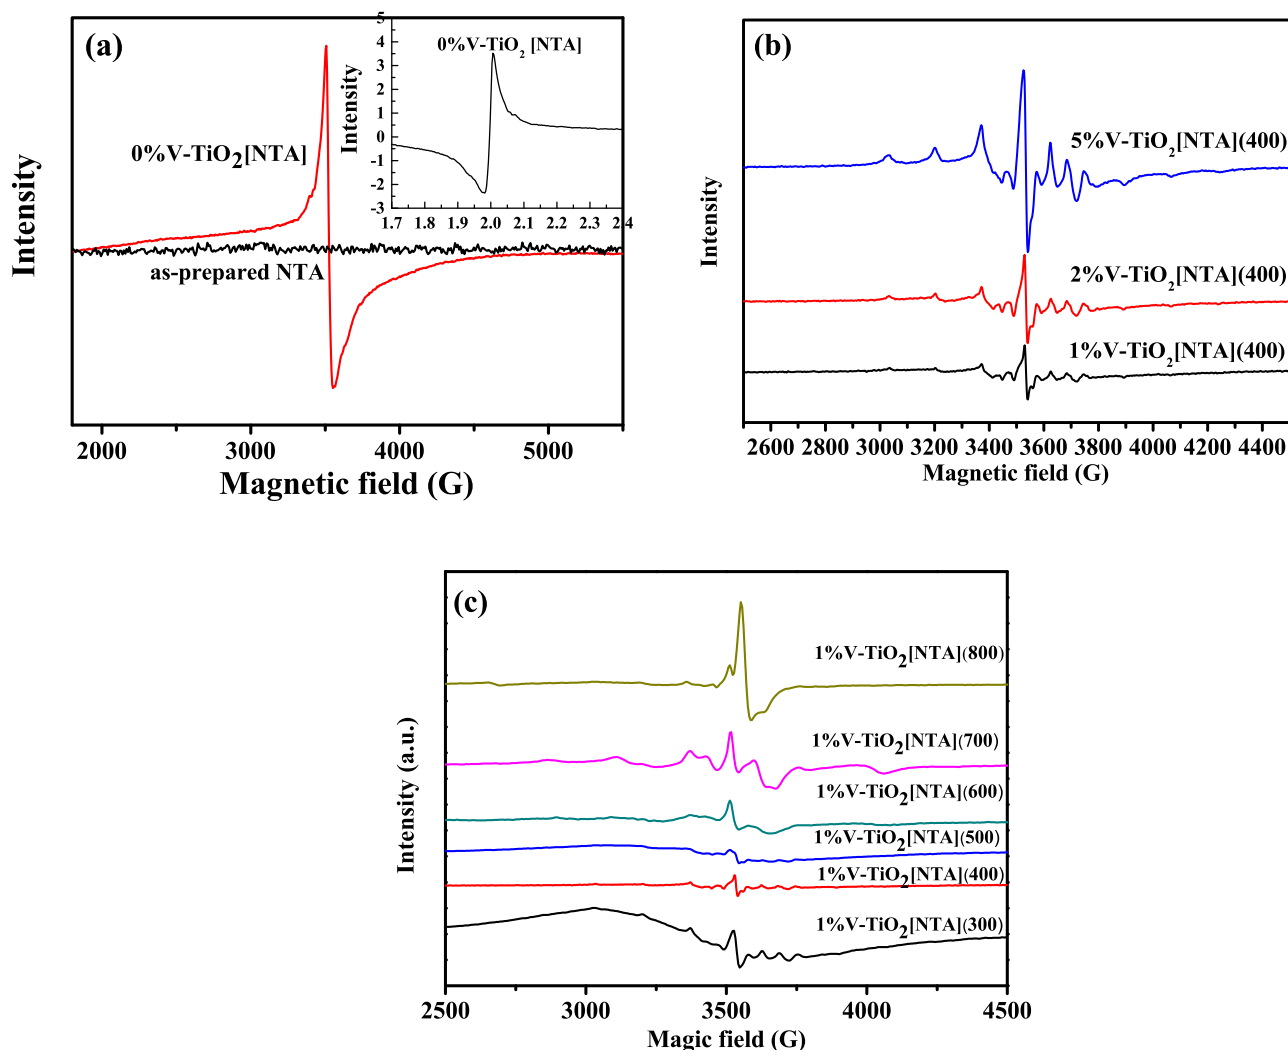 (a)
0%V-TiO2[NTA]
as-prepared NTA
Intensity
2000 3000 4000 5000
Magnetic field (G)
0%V-TiO2 [NTA]
Intensity
5
4
3
2
1
0
-1
-2
-3
1.7 1.8 1.9 2.0 2.1 2.2 2.3 2.4
(b)
5%V-TiO2[NTA](400)
2%V-TiO2[NTA](400)
1%V-TiO2[NTA](400)
Intensity
2600 2800 3000 3200 3400 3600 3800 4000 4200 4400
Magnetic field (G)
(c)
1%V-TiO2[NTA](800)
1%V-TiO2[NTA](700)
1%V-TiO2[NTA](600)
1%V-TiO2[NTA](500)
1%V-TiO2[NTA](400)
1%V-TiO2[NTA](300)
Intensity (a.u.)
2500 3000 3500 4000 4500
Magic field (G)